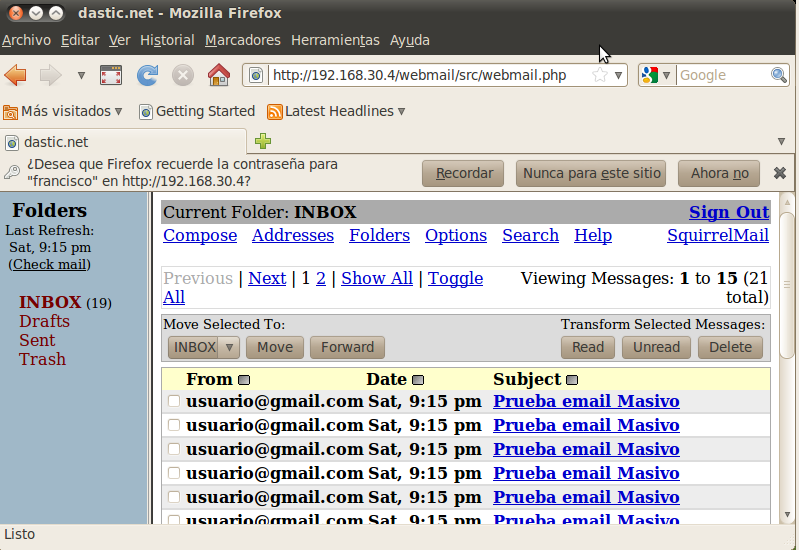 dastic.net - Mozilla Firefox
Archivo Editar Ver Historial Marcadores Herramientas Ayuda
http://192.168.30.4/webmail/src/webmail.php
Google
Más visitados
Getting Started
Latest Headlines
dastic.net
¿Desea que Firefox recuerde la contraseña para
"francisco" en http://192.168.30.4?
Recordar
Nunca para este sitio
Ahora no
Folders
Last Refresh:
Sat, 9:15 pm
(Check mail)
INBOX (19)
Drafts
Sent
Trash
Current Folder: INBOX
Sign Out
Compose Addresses Folders Options Search Help
SquirrelMail
Previous | Next | 1 2 | Show All | Toggle
All
Viewing Messages: 1 to 15 (21
total)
Move Selected To:
Transform Selected Messages:
INBOX
Move
Forward
Read
Unread
Delete
From Date Subject
usuario@gmail.com Sat, 9:15 pm Prueba email Masivo
usuario@gmail.com Sat, 9:15 pm Prueba email Masivo
usuario@gmail.com Sat, 9:15 pm Prueba email Masivo
usuario@gmail.com Sat, 9:15 pm Prueba email Masivo
usuario@gmail.com Sat, 9:15 pm Prueba email Masivo
usuario@gmail.com Sat, 9:15 pm Prueba email Masivo
Listo